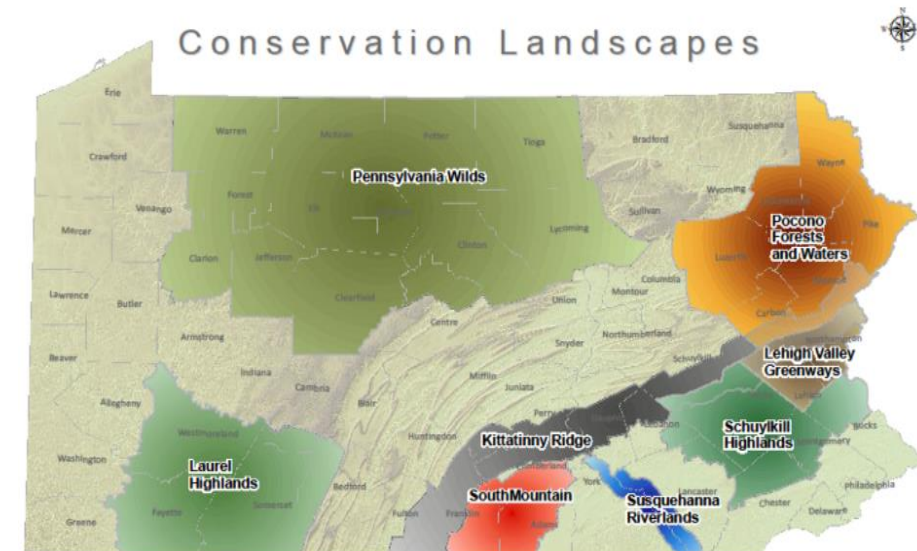 Conservation Landscapes
N
W
S
Erie
Warren
McKean
Potter
Tioga
Bradford
Susquehanna
Crawford
Wayne
Pennsylvania Wilds
Forest
Elk
Wyoming
Venango
Sullivan
Mercer
Pocono
Forests
and Waters
Pike
Lycoming
Clinton
Clarion
Jefferson
Luzerne
Columbia
Montour
Lawrence
Butler
Clearfield
Union
Centre
Carbon
Armstrong
Northumberland
Snyder
Northampton
Lehigh Valley
Greenways
Beaver
Schuylkill
Indiana
Mifflin
Cambria
Juniata
Blair
Allegheny
Perry
Lebanon
Schuylkill
Highlands
Bucks
Westmoreland
Huntingdon
Kittatinny Ridge
Montgomery
Washington
Laurel
Highlands
Cumberland
Bedford
York
SouthMountain
Susquehanna
Riverlands
Lancaster
Philadelphia
Chester
Delaware
Greene
Fayette
Somerset
Fulton
Franklin
Adams